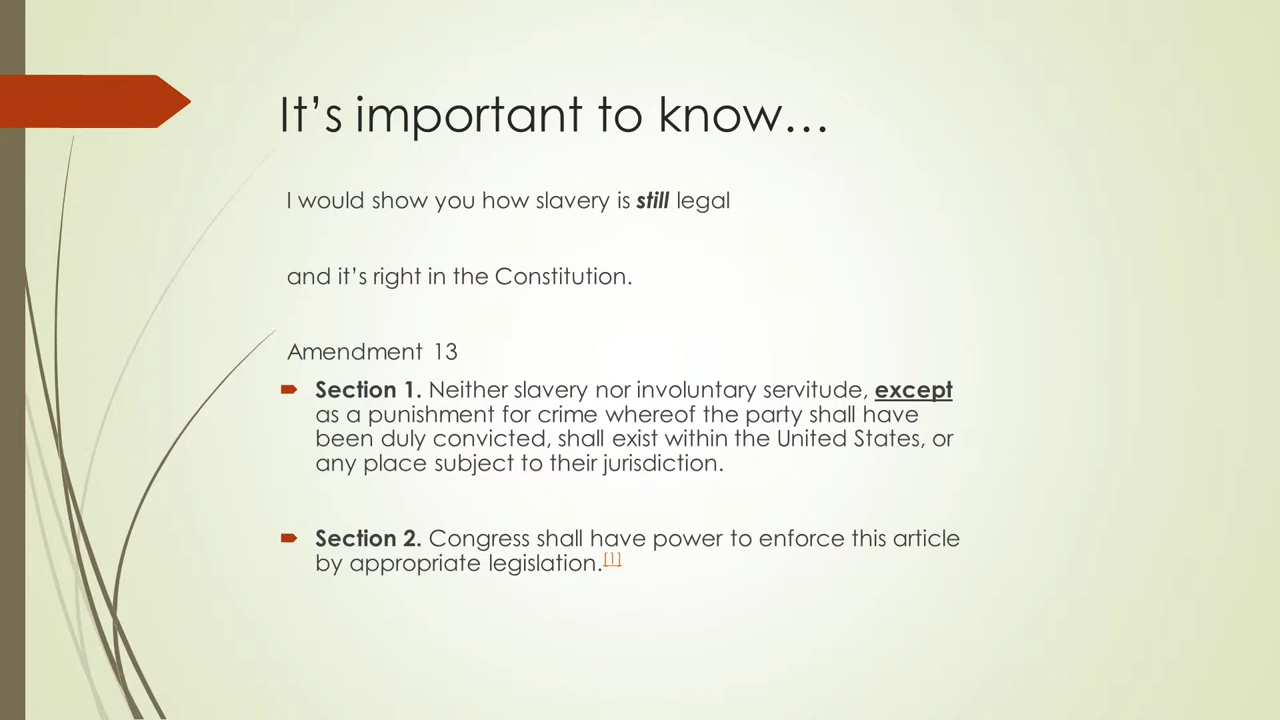 It’s important to know…
I would show you how slavery is still legal
and it’s right in the Constitution.
Amendment 13
Section 1. Neither slavery nor involuntary servitude, except
as a punishment for crime whereof the party shall have
been duly convicted, shall exist within the United States, or
any place subject to their jurisdiction.
Section 2. Congress shall have power to enforce this article
by appropriate legislation.[1]